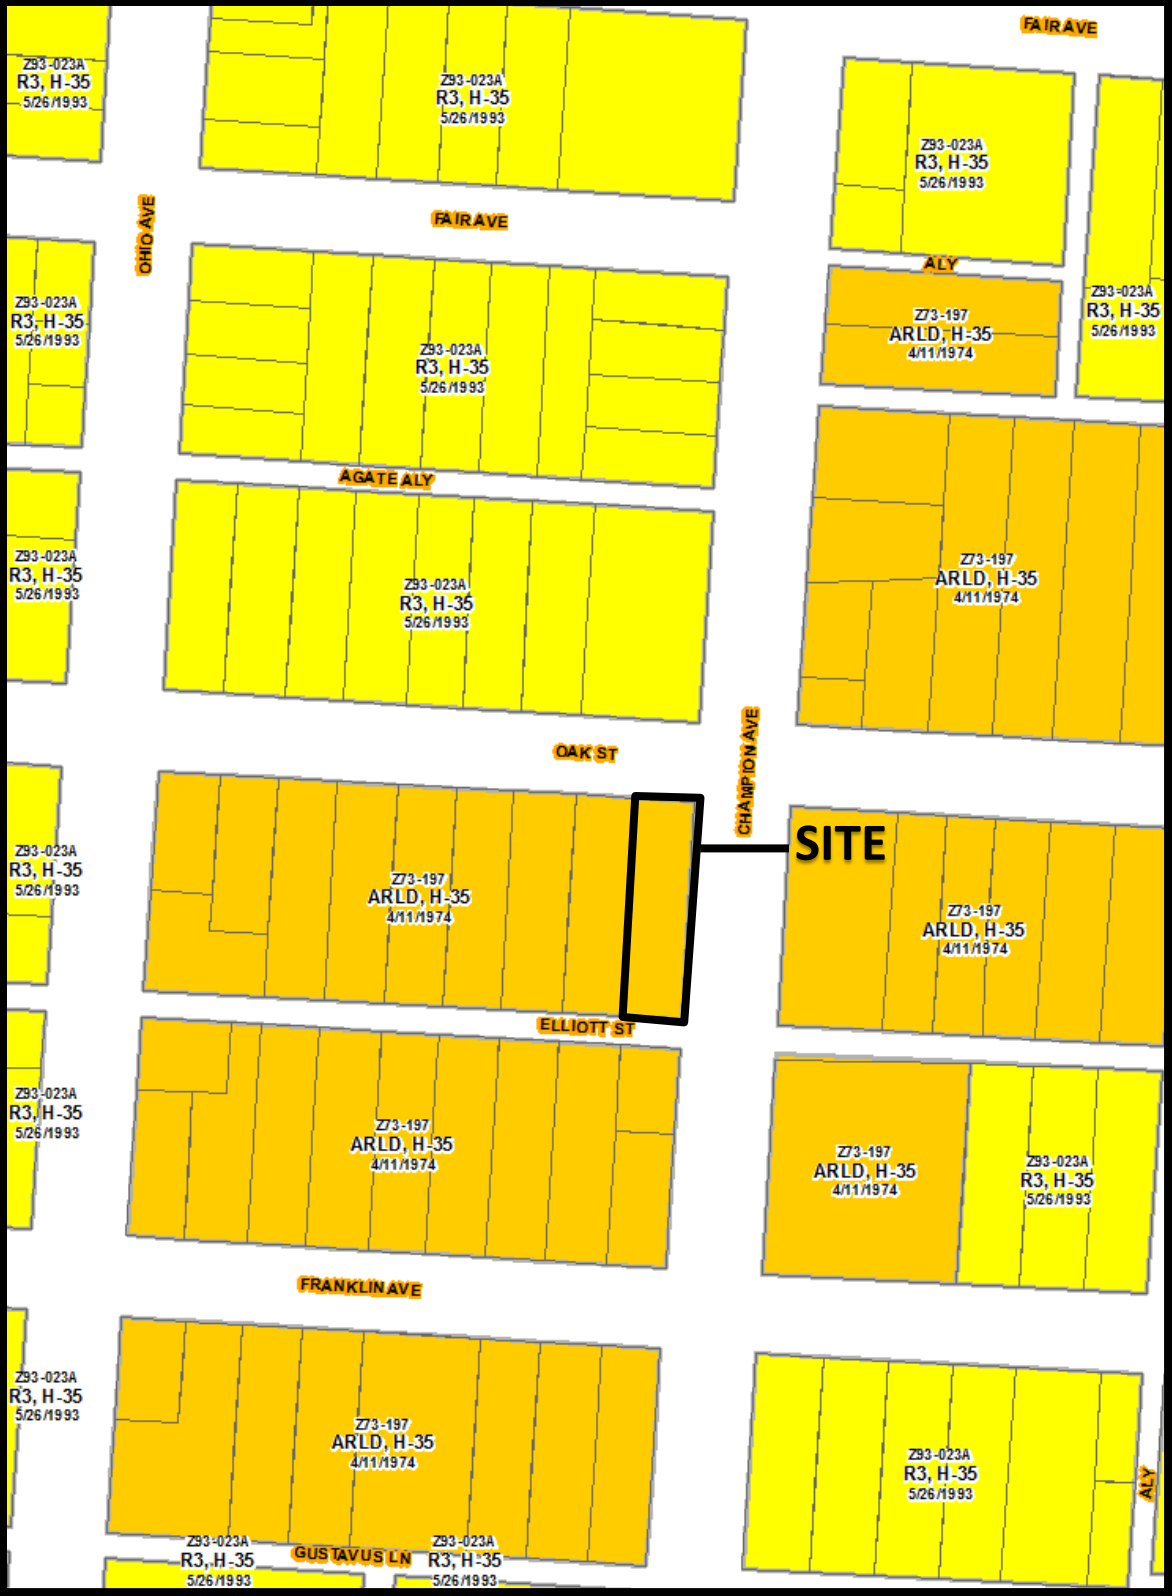 FAIR AVE
Z93-023A
R3, H-35
5/26/1993
Z93-023A
R3, H-35
5/26/1993
Z93-023A
R3, H-35
5/26/1993
OHIO AVE
FAIR AVE
ALY
Z93-023A
R3, H-35
5/26/1993
Z93-023A
R3, H-35
5/26/1993
Z73-197
ARLD, H-35
4/11/1974
Z93-023A
R3, H-35
5/26/1993
AGATE ALY
Z93-023A
R3, H-35
5/26/1993
Z93-023A
R3, H-35
5/26/1993
Z73-197
ARLD, H-35
4/11/1974
OAK ST
CHAMPION AVE
SITE
Z93-023A
R3, H-35
5/26/1993
Z73-197
ARLD, H-35
4/11/1974
Z73-197
ARLD, H-35
4/11/1974
ELLIOTT ST
Z93-023A
R3, H-35
5/26/1993
Z73-197
ARLD, H-35
4/11/1974
Z73-197
ARLD, H-35
4/11/1974
Z93-023A
R3, H-35
5/26/1993
FRANKLIN AVE
Z93-023A
R3, H-35
5/26/1993
Z73-197
ARLD, H-35
4/11/1974
Z93-023A
R3, H-35
5/26/1993
ALY
Z93-023A
R3, H-35
5/26/1993
GUSTAVUS LN
Z93-023A
R3, H-35
5/26/1993